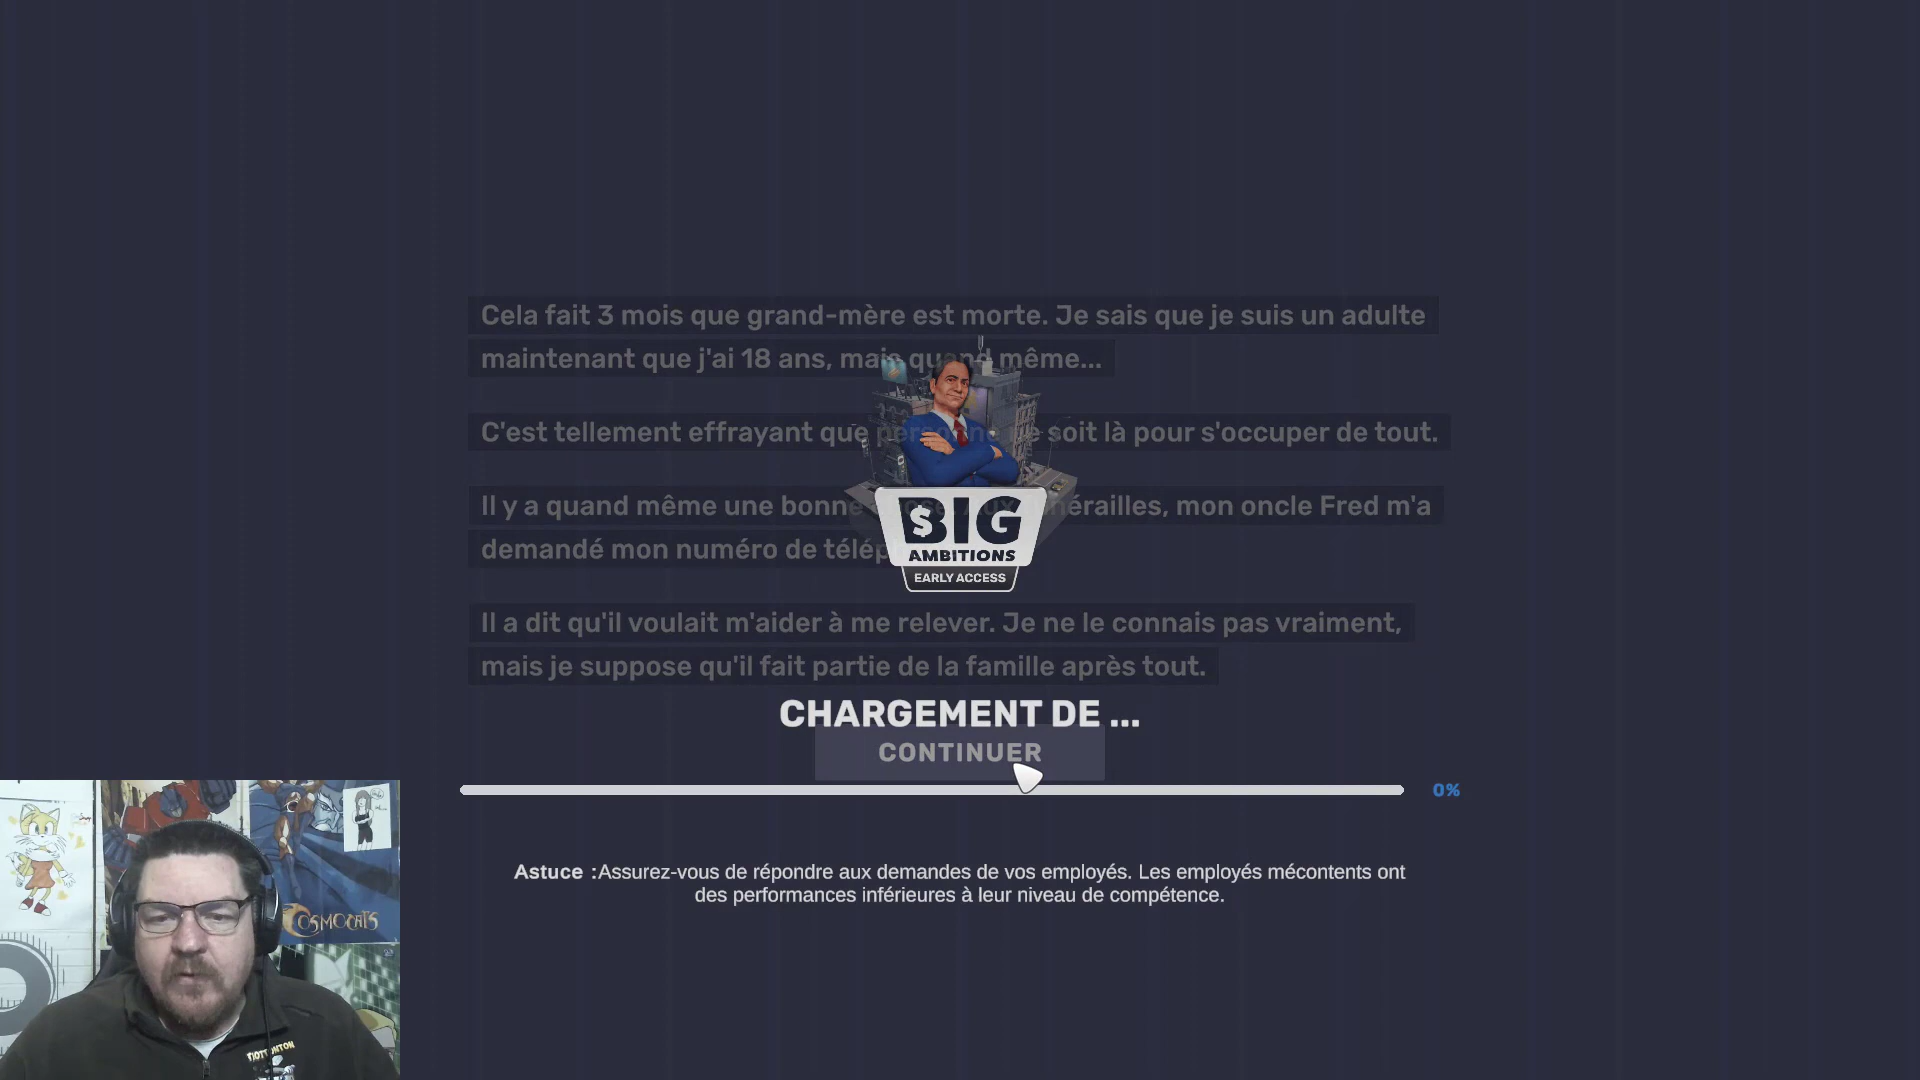 Cela fait 3 mois que grand-mère est morte. Je sais que je suis un adulte
maintenant que j'ai 18 ans, mais quand même...
C'est tellement effrayant que personne ne soit là pour s'occuper de tout.
Il y a quand même une bonne funérailles, mon oncle Fred m'a
demandé mon numéro de
BIG
AMBITIONS
EARLY ACCESS
Il a dit qu'il voulait m'aider à me relever. Je ne le connais pas vraiment,
mais je suppose qu'il fait partie de la famille après tout.
CHARGEMENT DE ...
CONTINUER
0%
Astuce :Assurez-vous de répondre aux demandes de vos employés. Les employés mécontents ont
des performances inférieures à leur niveau de compétence.
COSMOCATS